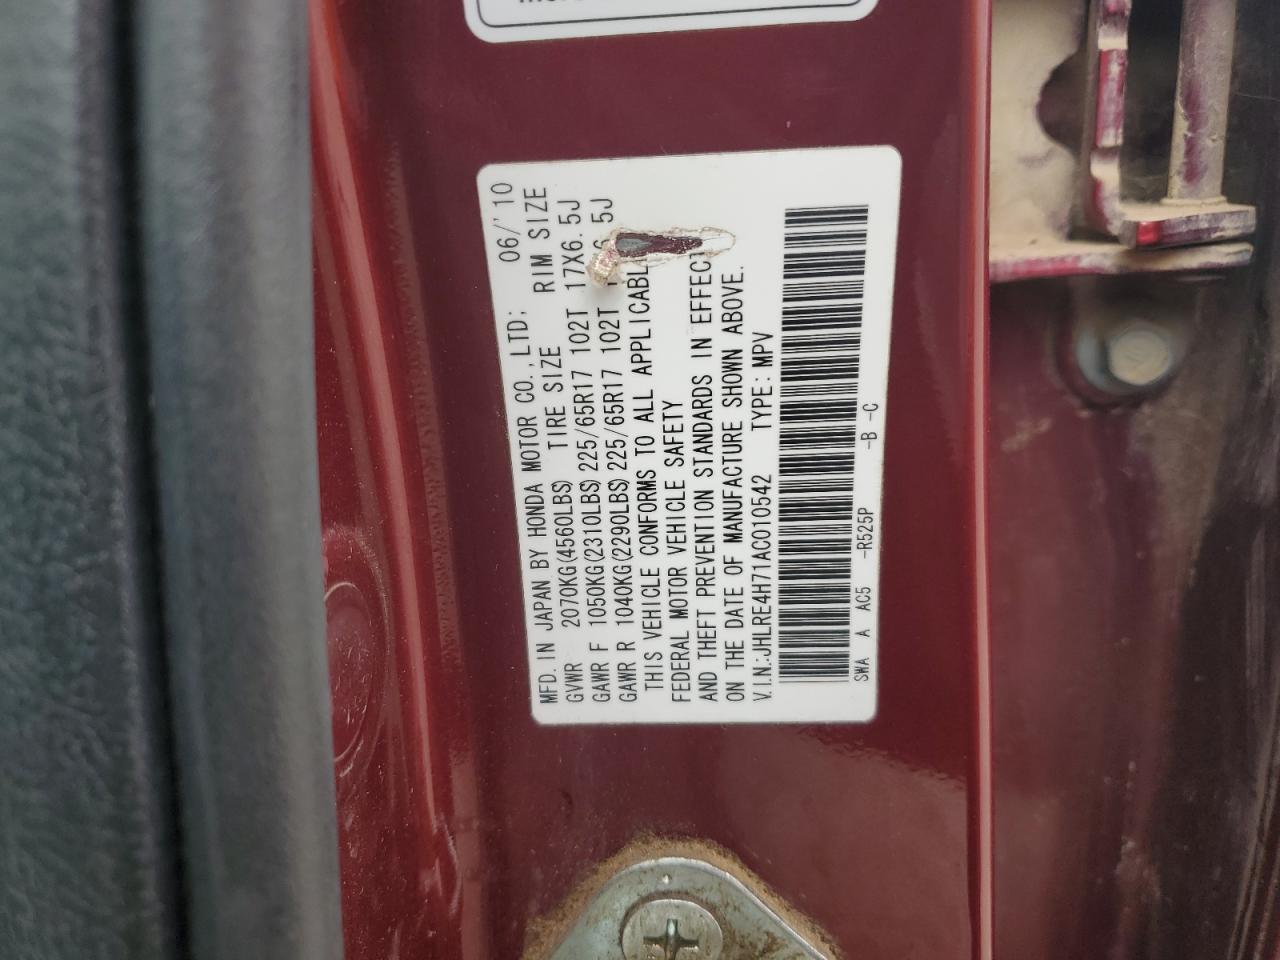 MFD. IN JAPAN BY HONDA MOTOR CO., LTD; 06/'10
GVWR 2070KG(4560LBS) TIRE SIZE RIM SIZE
GAWR F 1050KG(2310LBS) 225/65R17 102T 17X6.5J
GAWR R 1040KG(2290LBS) 225/65R17 102T 5J
THIS VEHICLE CONFORMS TO ALL APPLICABL
FEDERAL MOTOR VEHICLE SAFETY
AND THEFT PREVENTION STANDARDS IN EFFECT
ON THE DATE OF MANUFACTURE SHOWN ABOVE.
V.I.N:JHLRE4H71AC010542 TYPE:MPV
SWA A AC5 -R525P -B -C